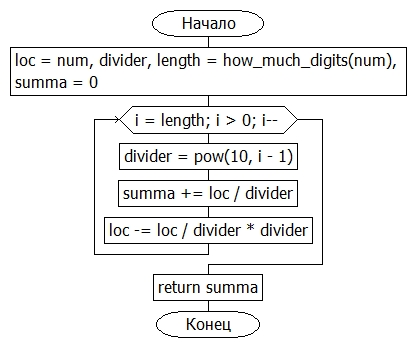 Начало
loc = num, divider, length = how_much_digits(num),
summa = 0
i = length; i > 0; i--
divider = pow(10, i - 1)
summa += loc / divider
loc -= loc / divider * divider
return summa
Конец